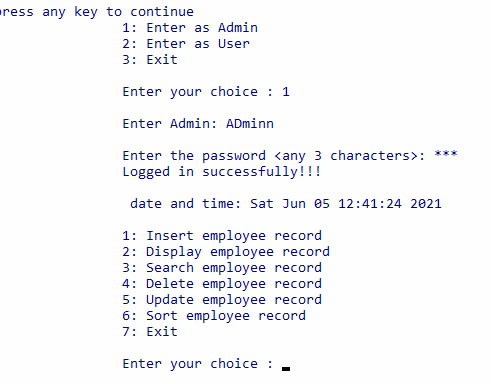 press any key to continue
1: Enter as Admin
2: Enter as User
3: Exit
Enter your choice : 1
Enter Admin: ADminn
Enter the password <any 3 characters>: ***
Logged in successfully!!!
date and time: Sat Jun 05 12:41:24 2021
1: Insert employee record
2: Display employee record
3: Search employee record
4: Delete employee record
5: Update employee record
6: Sort employee record
7: Exit
Enter your choice : _